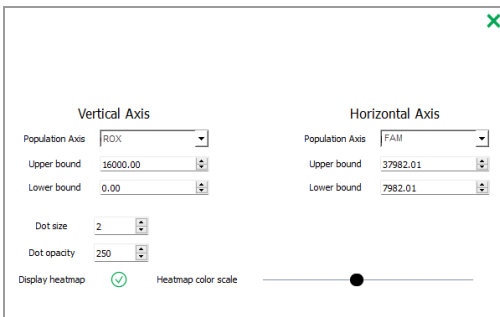 Vertical Axis Horizontal Axis
Population Axis ROX Population Axis FAM
Upper bound 16000.00 Upper bound 37982.01
Lower bound 0.00 Lower bound 7982.01
Dot size 2
Dot opacity 250
Display heatmap Heatmap color scale